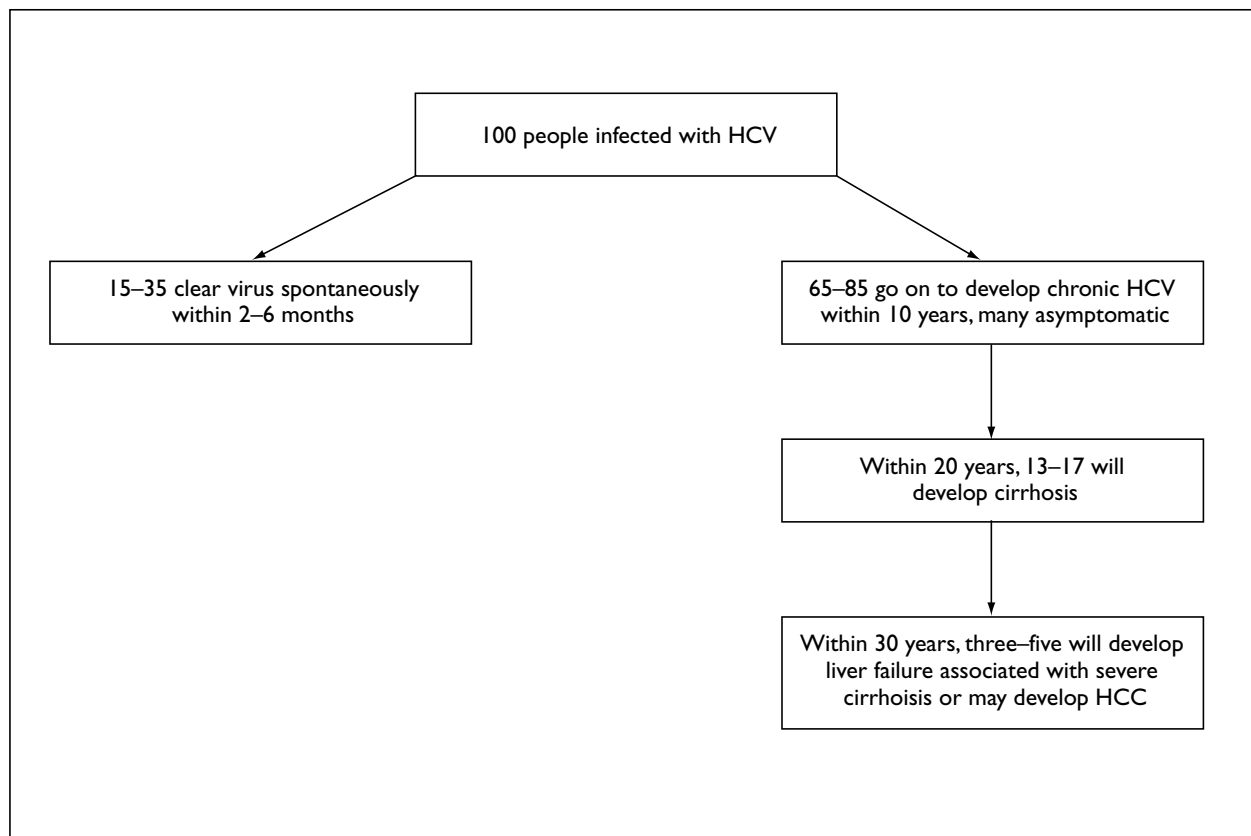 100 people infected with HCV
15–35 clear virus spontaneously
within 2–6 months
65–85 go on to develop chronic HCV
within 10 years, many asymptomatic
Within 20 years, 13–17 will
develop cirrhosis
Within 30 years, three–five will develop
liver failure associated with severe
cirrhoisis or may develop HCC